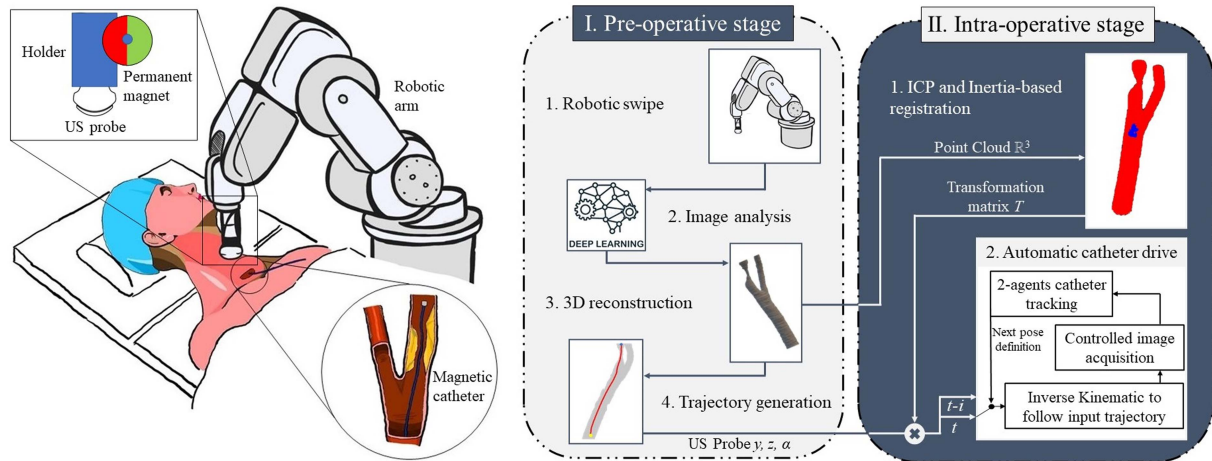 Holder
Permanent
magnet
US probe
Robotic
arm
Magnetic
catheter
I. Pre-operative stage
1. Robotic swipe
2. Image analysis
DEEP LEARNING
3. 3D reconstruction
4. Trajectory generation
US Probe y, z, α
II. Intra-operative stage
1. ICP and Inertia-based
registration
Point Cloud ℝ³
Transformation
matrix T
2. Automatic catheter drive
2-agents catheter
tracking
Next pose
definition
Controlled image
acquisition
Inverse Kinematic to
follow input trajectory
t-i
t